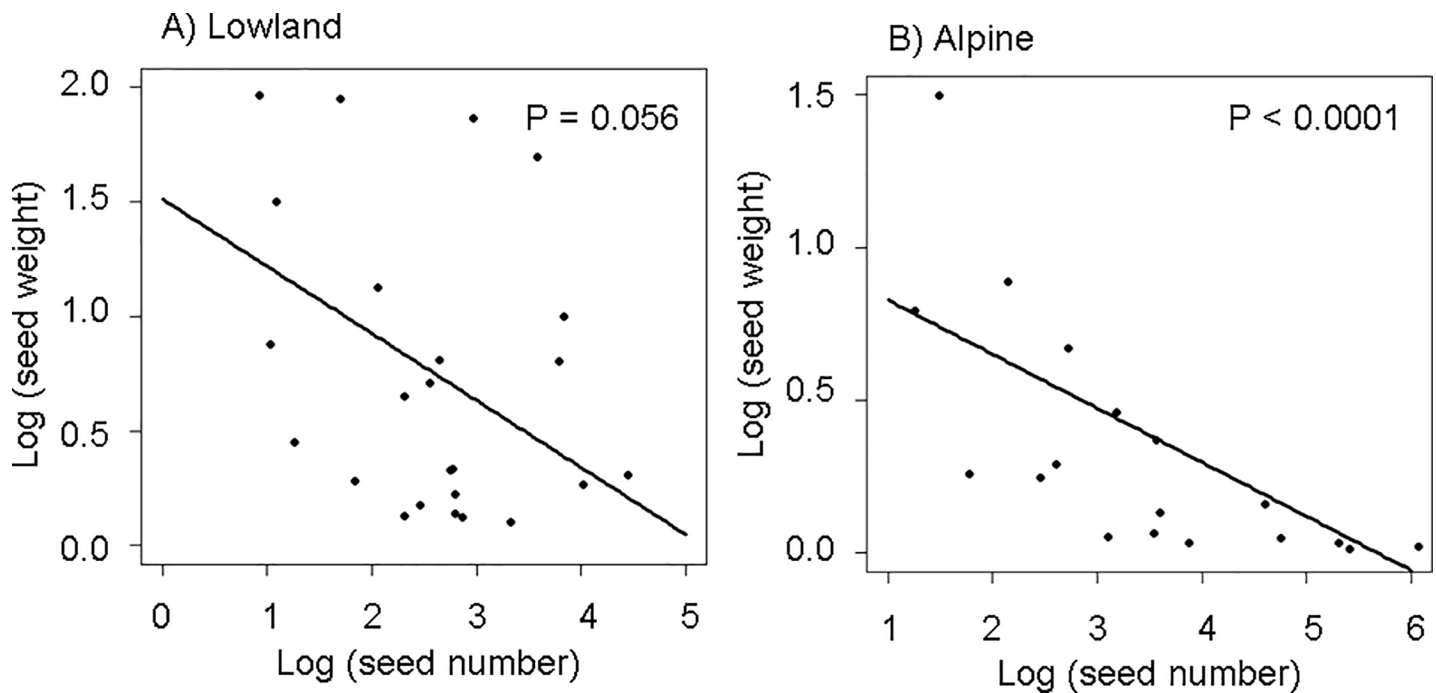 A) Lowland
P = 0.056
2.0
1.5
1.0
0.5
0.0
Log (seed weight)
0 1 2 3 4 5
Log (seed number)
B) Alpine
P < 0.0001
1.5
1.0
0.5
0.0
Log (seed weight)
1 2 3 4 5 6
Log (seed number)